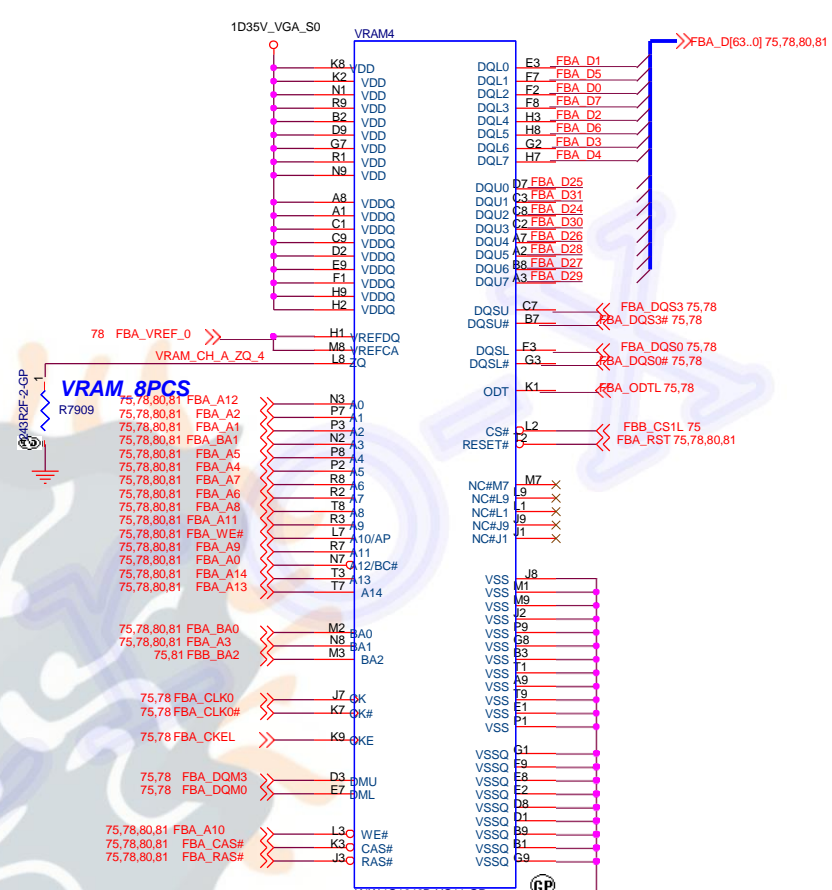 1D35V_VGA_S0
VRAM4
FBA_D[63..0] 75,78,80,81
K8 VDD DQL0 E3 FBA_D1
K2 VDD DQL1 F7 FBA_D5
N1 VDD DQL2 F2 FBA_D0
R9 VDD DQL3 F8 FBA_D7
B2 VDD DQL4 H3 FBA_D2
D9 VDD DQL5 H8 FBA_D6
G7 VDD DQL6 G2 FBA_D3
R1 VDD DQL7 H7 FBA_D4
N9 VDD
DQU0 D7 FBA_D25
A8 VDDQ DQU1 C3 FBA_D31
A1 VDDQ DQU2 C8 FBA_D24
C1 VDDQ DQU3 C2 FBA_D30
C9 VDDQ DQU4 A7 FBA_D26
D2 VDDQ DQU5 A2 FBA_D28
E9 VDDQ DQU6 B8 FBA_D27
F1 VDDQ DQU7 A3 FBA_D29
H9 VDDQ
H2 VDDQ DQSU C7 FBA_DQS3 75,78
DQSU# B7 FBA_DQS3# 75,78
78 FBA_VREF_0 H1 VREFDQ
M8 VREFCA DQSL F3 FBA_DQS0 75,78
VRAM_CH_A_ZQ_4 L8 ZQ DQSL# G3 FBA_DQS0# 75,78
1
243R2F-2-GP
VRAM_8PCS
R7909
ODT K1 FBA_ODTL 75,78
75,78,80,81 FBA_A12 N3 A0
75,78,80,81 FBA_A2 P7 A1
75,78,80,81 FBA_A1 P3 A2 CS# L2 FBB_CS1L 75
75,78,80,81 FBA_BA1 N2 A3 RESET# T2 FBA_RST 75,78,80,81
75,78,80,81 FBA_A5 P8 A4
75,78,80,81 FBA_A4 P2 A5
75,78,80,81 FBA_A7 R8 A6 NC#M7 M7
75,78,80,81 FBA_A6 R2 A7 NC#L9 L9
75,78,80,81 FBA_A8 T8 A8 NC#L1 L1
75,78,80,81 FBA_A11 R3 A9 NC#J9 J9
75,78,80,81 FBA_WE# L7 A10/AP NC#J1 J1
75,78,80,81 FBA_A9 R7 A11
75,78,80,81 FBA_A0 N7 A12/BC#
75,78,80,81 FBA_A14 T3 A13 VSS J8
75,78,80,81 FBA_A13 T7 A14 VSS M1
VSS M9
VSS J2
75,78,80,81 FBA_BA0 M2 BA0 VSS P9
75,78,80,81 FBA_A3 N8 BA1 VSS G8
75,81 FBB_BA2 M3 BA2 VSS B3
VSS T1
VSS A9
75,78 FBA_CLK0 J7 CK VSS T9
75,78 FBA_CLK0# K7 CK# VSS E1
VSS P1
75,78 FBA_CKEL K9 CKE
VSSQ G1
VSSQ F9
75,78 FBA_DQM3 D3 DMU VSSQ E8
75,78 FBA_DQM0 E7 DML VSSQ E2
VSSQ D8
VSSQ D1
75,78,80,81 FBA_A10 L3 WE# VSSQ B9
75,78,80,81 FBA_CAS# K3 CAS# VSSQ B1
75,78,80,81 FBA_RAS# J3 RAS# VSSQ G9
GP